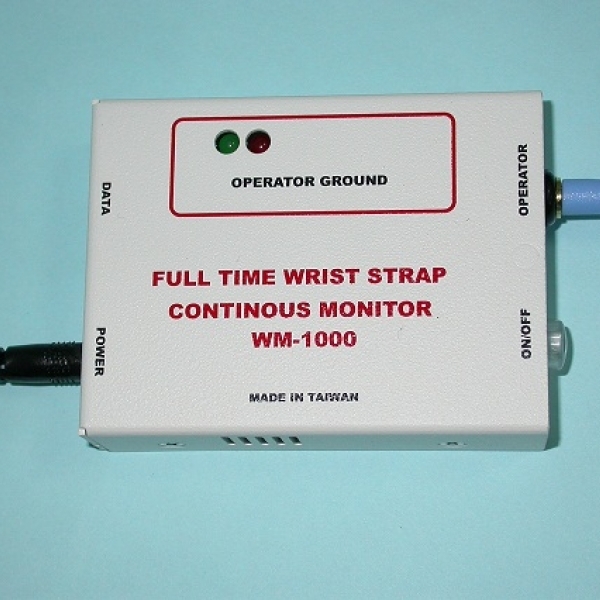 OPERATOR GROUND
DATA
OPERATOR
FULL TIME WRIST STRAP
CONTINOUS MONITOR
WM-1000
POWER
ON/OFF
MADE IN TAIWAN